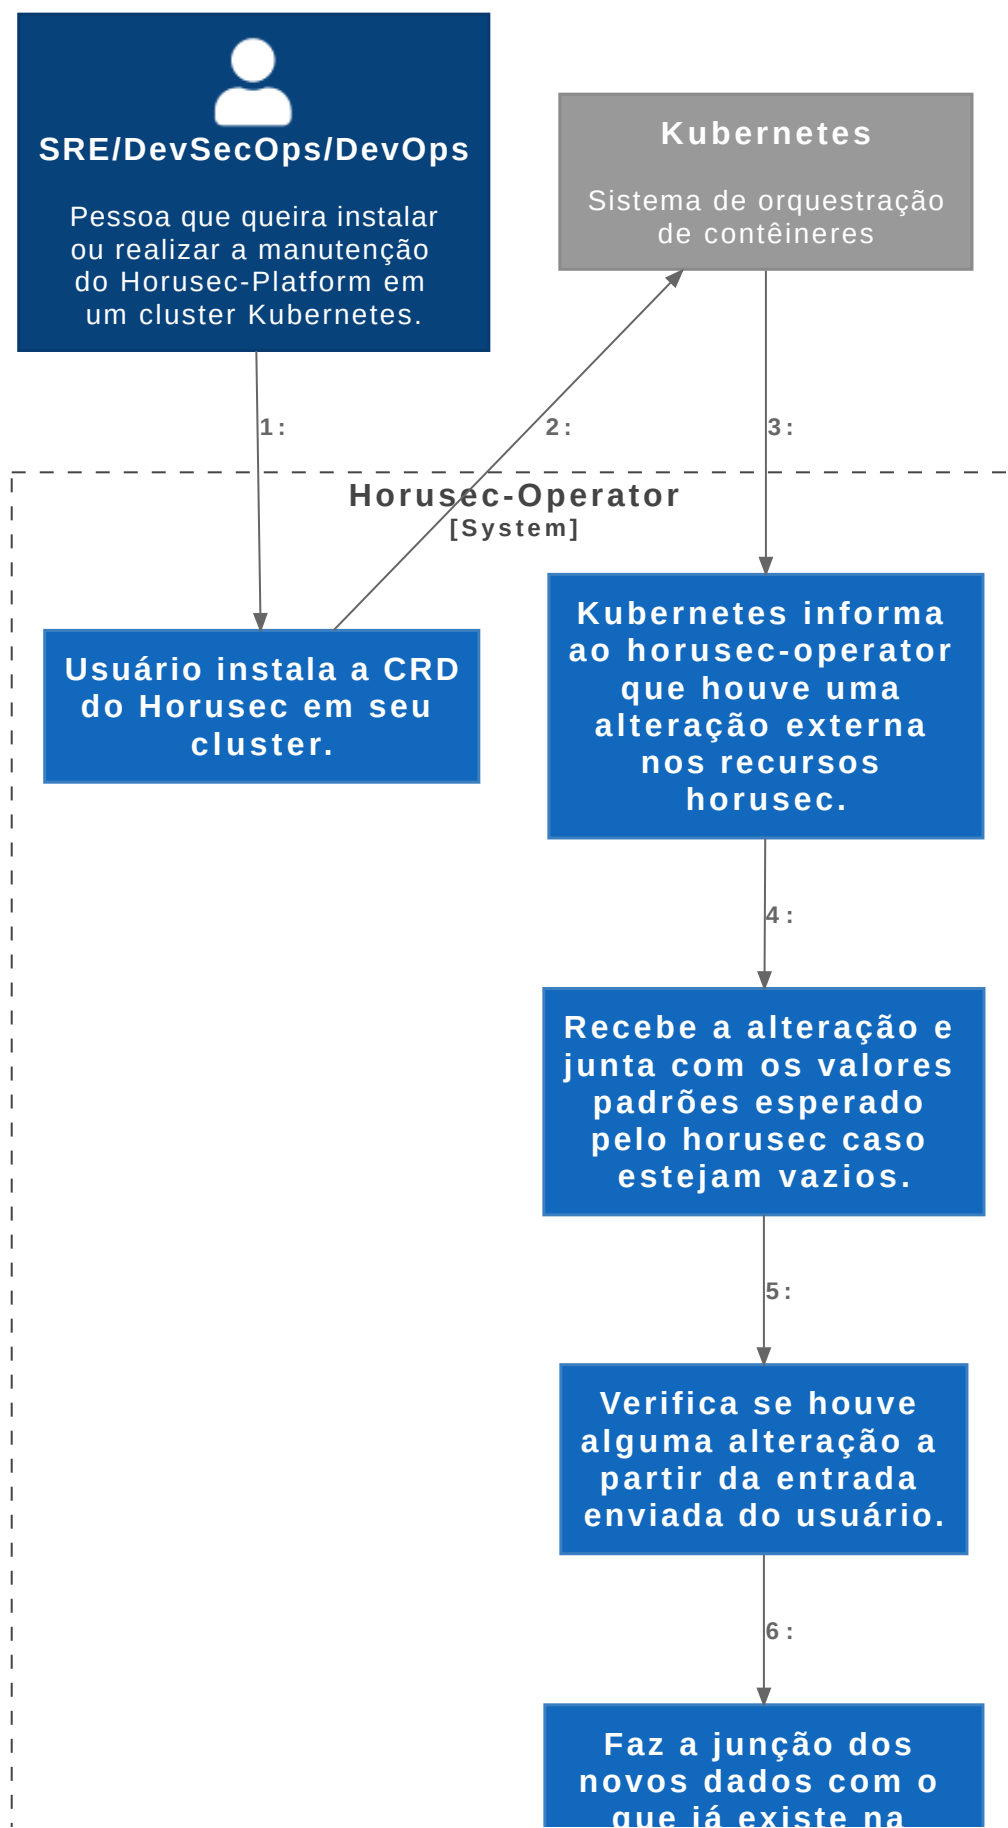 SRE/DevSecOps/DevOps
Pessoa que queira instalar
ou realizar a manutenção
do Horusec-Platform em
um cluster Kubernetes.
Kubernetes
Sistema de orquestração
de contêineres
1:
2:
3:
Horusec-Operator
[System]
Usuário instala a CRD
do Horusec em seu
cluster.
Kubernetes informa
ao horusec-operator
que houve uma
alteração externa
nos recursos
horusec.
4:
Recebe a alteração e
junta com os valores
padrões esperado
pelo horusec caso
estejam vazios.
5:
Verifica se houve
alguma alteração a
partir da entrada
enviada do usuário.
6:
Faz a junção dos
novos dados com o
que já existe na